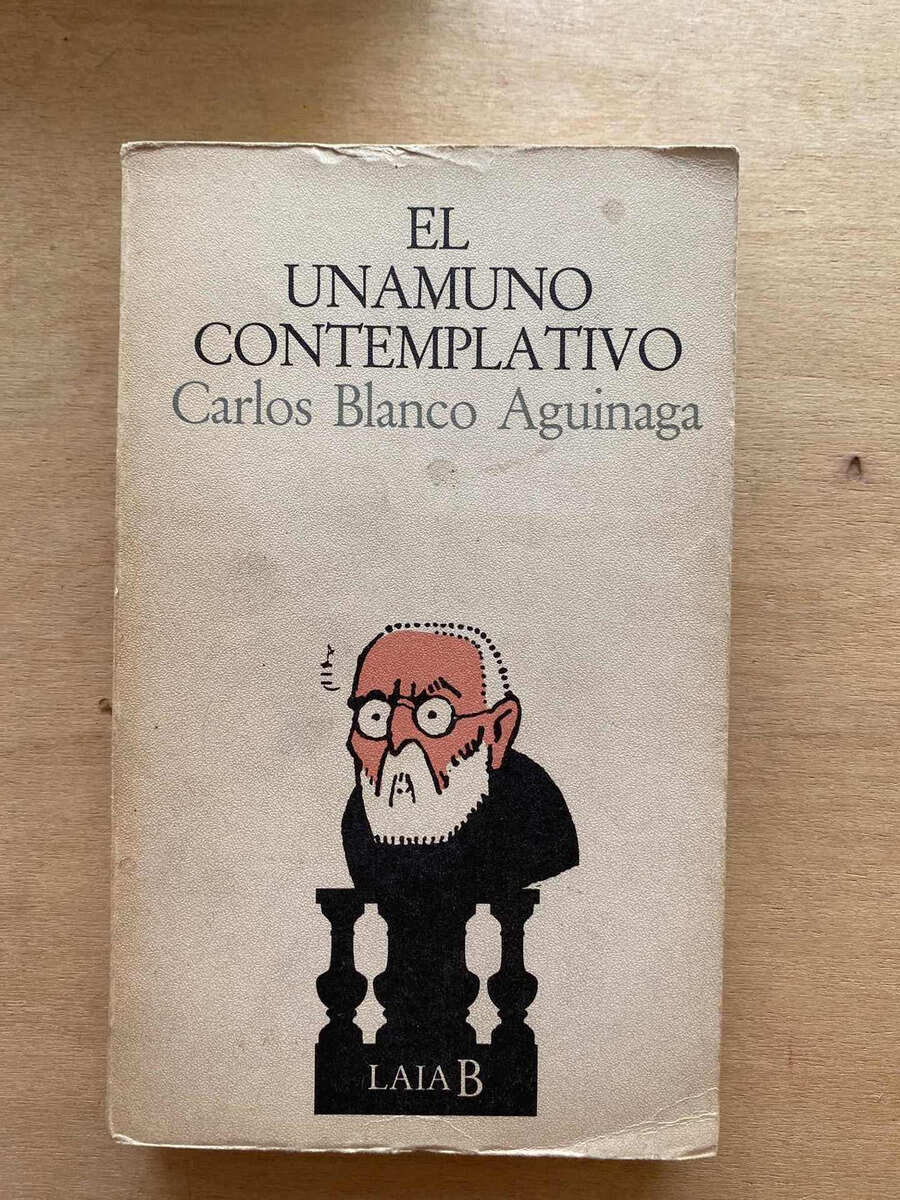 EL
UNAMUNO
CONTEMPLATIVO
Carlos Blanco Aguinaga
LAIA B